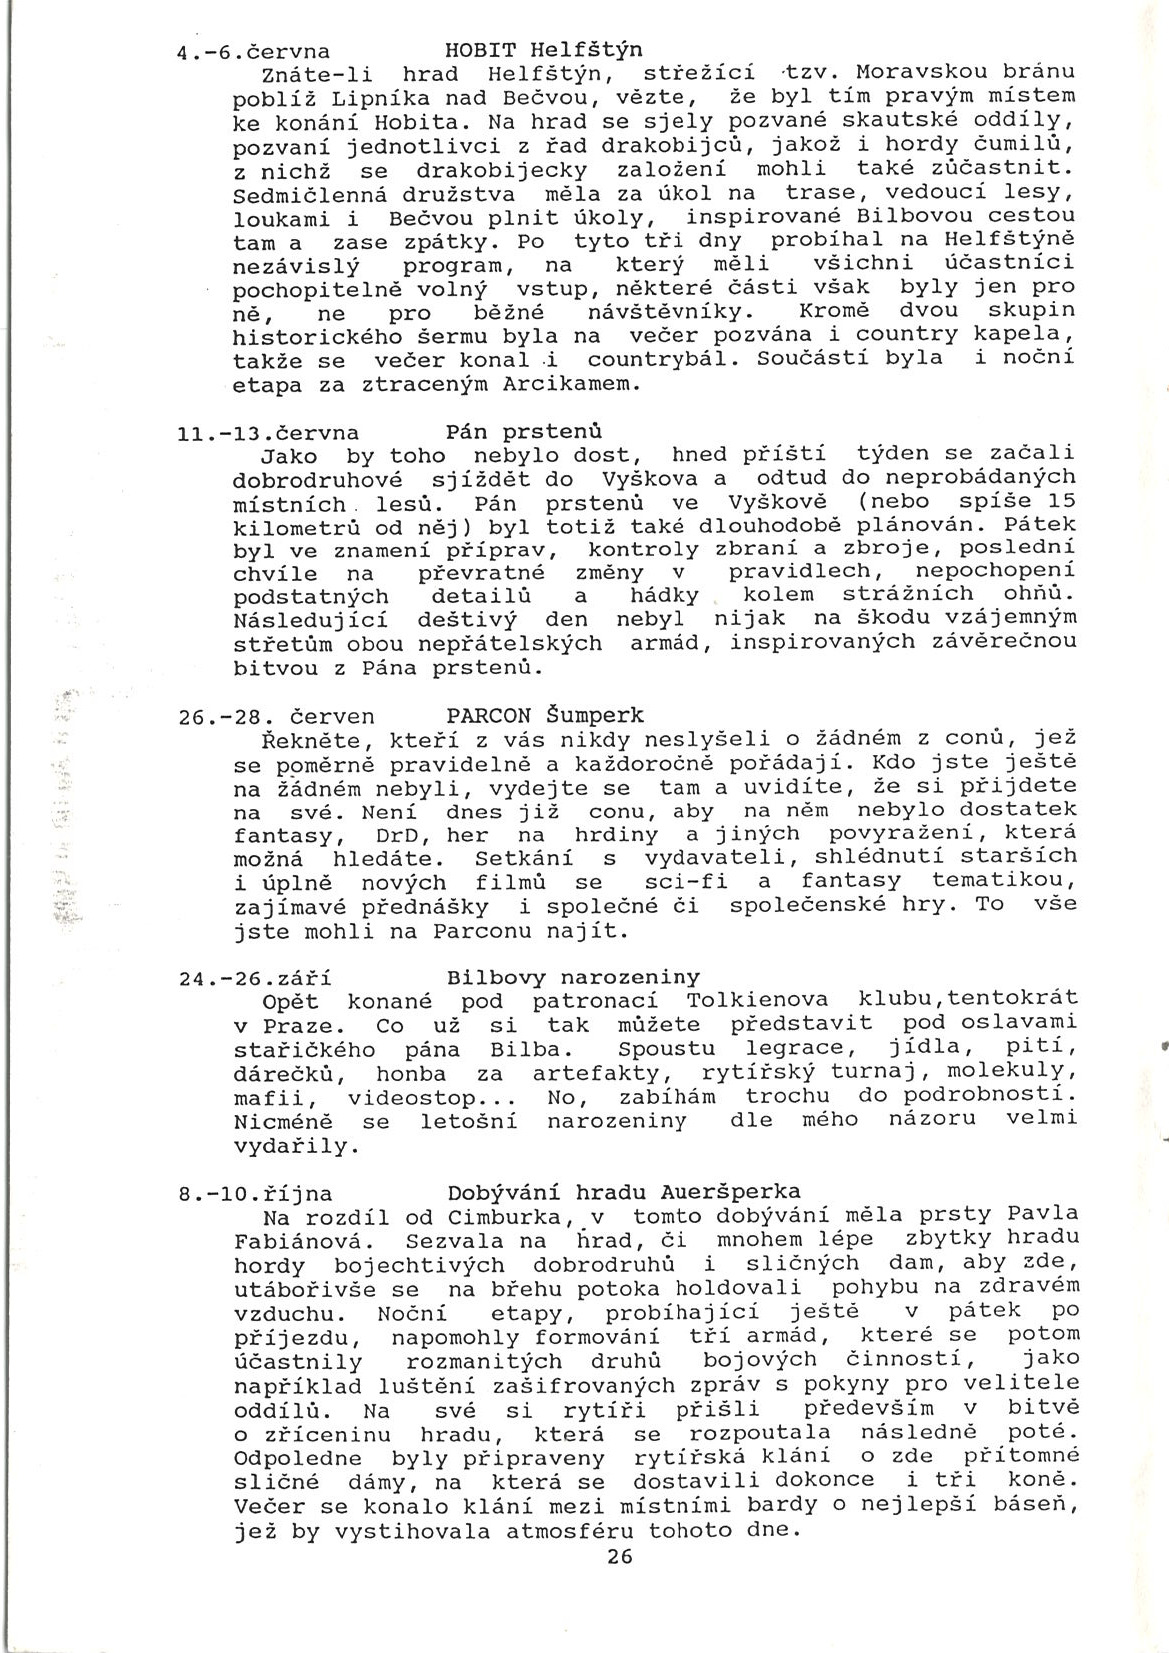 4.-6.června HOBIT Helfštýn
Znáte-li hrad Helfštýn, střežící tzv. Moravskou bránu
poblíž Lipníka nad Bečvou, vězte, že byl tím pravým místem
ke konání Hobita. Na hrad se sjely pozvané skautské oddíly,
pozvaní jednotlivci z řad drakobijců, jakož i hordy čumilů,
z nichž se drakobijecky založení mohli také zůčastnit.
Sedmičlenná družstva měla za úkol na trase, vedoucí lesy,
loukami i Bečvou plnit úkoly, inspirované Bilbovou cestou
tam a zase zpátky. Po tyto tři dny probíhal na Helfštýně
nezávislý program, na který měli všichni účastníci
pochopitelně volný vstup, některé části však byly jen pro
ně, ne pro běžné návštěvníky. Kromě dvou skupin
historického šermu byla na večer pozvána i country kapela,
takže se večer konal i countrybál. Součástí byla i noční
etapa za ztraceným Arcikamem.
11.-13.června Pán prstenů
Jako by toho nebylo dost, hned příští týden se začali
dobrodruhové sjíždět do Vyškova a odtud do neprobádaných
místních lesů. Pán prstenů ve Vyškově (nebo spíše 15
kilometrů od něj) byl totiž také dlouhodobě plánován. Pátek
byl ve znamení příprav, kontroly zbraní a zbroje, poslední
chvíle na převratné změny v pravidlech, nepochopení
podstatných detailů a hádky kolem strážních ohňů.
Následující deštivý den nebyl nijak na škodu vzájemným
střetům obou nepřátelských armád, inspirovaných závěrečnou
bitvou z Pána prstenů.
26.-28. červen PARCON Šumperk
Řekněte, kteří z vás nikdy neslyšeli o žádném z conů, jež
se poměrně pravidelně a každoročně pořádají. Kdo jste ještě
na žádném nebyli, vydejte se tam a uvidíte, že si přijdete
na své. Není dnes již conu, aby na něm nebylo dostatek
fantasy, DrD, her na hrdiny a jiných povyražení, která
možná hledáte. Setkání s vydavateli, shlédnutí starších
i úplně nových filmů se sci-fi a fantasy tematikou,
zajímavé přednášky i společné či společenské hry. To vše
jste mohli na Parconu najít.
24.-26.září Bilbovy narozeniny
Opět konané pod patronací Tolkienova klubu,tentokrát
v Praze. Co už si tak můžete představit pod oslavami
stařičkého pána Bilba. Spoustu legrace, jídla, pití,
dárečků, honba za artefakty, rytířský turnaj, molekuly,
mafii, videostop... No, zabíhám trochu do podrobností.
Nicméně se letošní narozeniny dle mého názoru velmi
vydařily.
8.-10.října Dobývání hradu Aueršperka
Na rozdíl od Cimburka, v tomto dobývání měla prsty Pavla
Fabiánová. Sezvala na hrad, či mnohem lépe zbytky hradu
hordy bojechtivých dobrodruhů i sličných dam, aby zde,
utábořivše se na břehu potoka holdovali pohybu na zdravém
vzduchu. Noční etapy, probíhající ještě v pátek po
příjezdu, napomohly formování tří armád, které se potom
účastnily rozmanitých druhů bojových činností, jako
například luštění zašifrovaných zpráv s pokyny pro velitele
oddílů. Na své si rytíři přišli především v bitvě
o zříceninu hradu, která se rozpoutala následně poté.
Odpoledne byly připraveny rytířská klání o zde přítomné
sličné dámy, na která se dostavili dokonce i tři koně.
Večer se konalo klání mezi místními bardy o nejlepší báseň,
jež by vystihovala atmosféru tohoto dne.
26